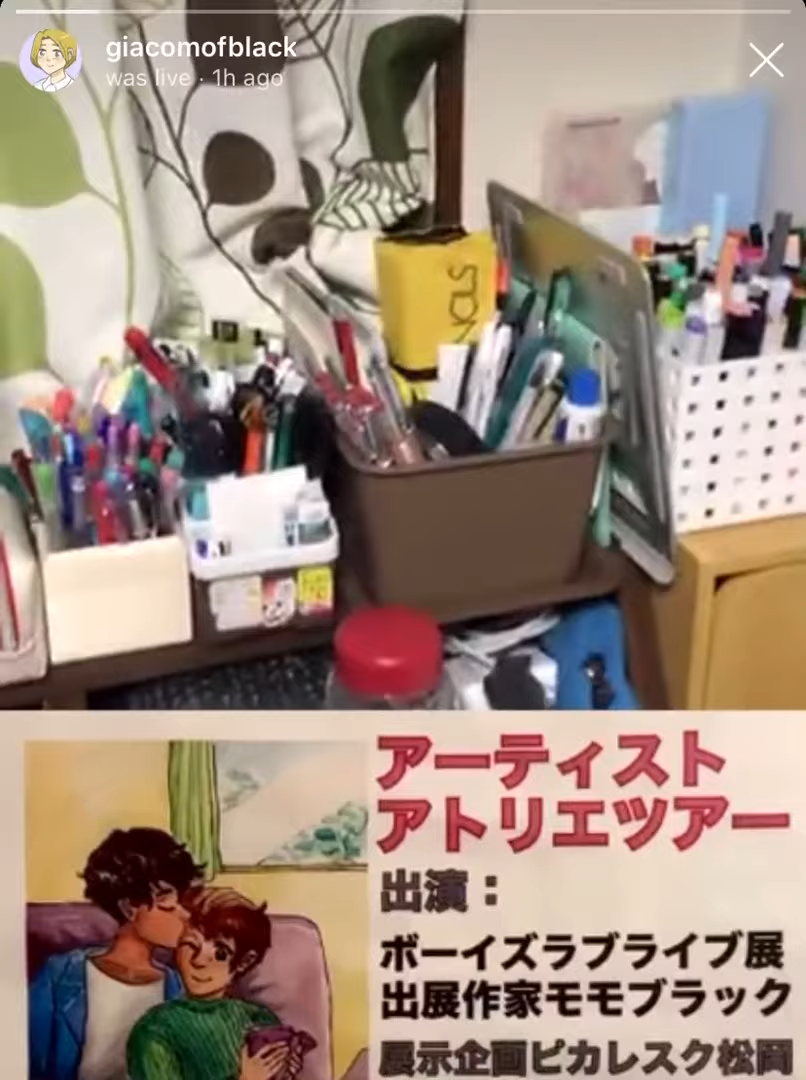 giacomofblack
was live · 1h ago
NCLS
アーティスト
アトリエツアー
出演：
ボーイズラブライブ展
出展作家モモブラック
展示企画ピカレスク松岡